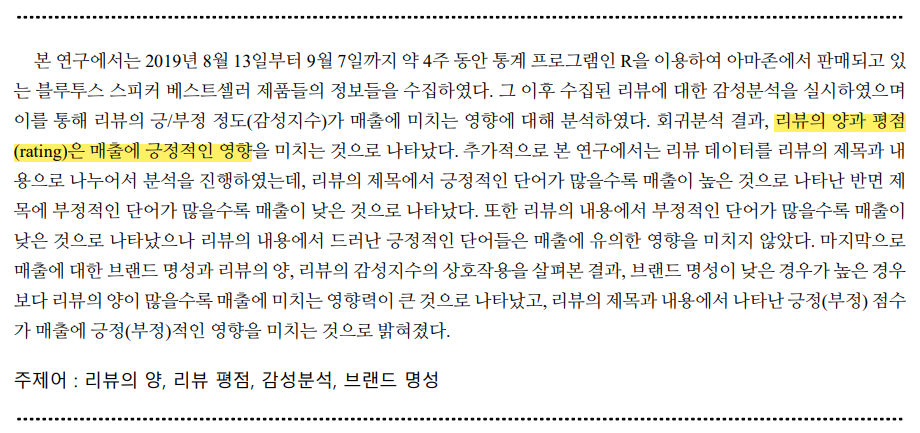 본 연구에서는 2019년 8월 13일부터 9월 7일까지 약 4주 동안 통계 프로그램인 R을 이용하여 아마존에서 판매되고 있
는 블루투스 스피커 베스트셀러 제품들의 정보들을 수집하였다. 그 이후 수집된 리뷰에 대한 감성분석을 실시하였으며
이를 통해 리뷰의 긍/부정 정도(감성지수)가 매출에 미치는 영향에 대해 분석하였다. 회귀분석 결과, 리뷰의 양과 평점
(rating)은 매출에 긍정적인 영향을 미치는 것으로 나타났다. 추가적으로 본 연구에서는 리뷰 데이터를 리뷰의 제목과 내
용으로 나누어서 분석을 진행하였는데, 리뷰의 제목에서 긍정적인 단어가 많을수록 매출이 높은 것으로 나타난 반면 제
목에 부정적인 단어가 많을수록 매출이 낮은 것으로 나타났다. 또한 리뷰의 내용에서 부정적인 단어가 많을수록 매출이
낮은 것으로 나타났으나 리뷰의 내용에서 드러난 긍정적인 단어들은 매출에 유의한 영향을 미치지 않았다. 마지막으로
매출에 대한 브랜드 명성과 리뷰의 양, 리뷰의 감성지수의 상호작용을 살펴본 결과, 브랜드 명성이 낮은 경우가 높은 경우
보다 리뷰의 양이 많을수록 매출에 미치는 영향력이 큰 것으로 나타났고, 리뷰의 제목과 내용에서 나타난 긍정(부정) 점수
가 매출에 긍정(부정)적인 영향을 미치는 것으로 밝혀졌다.
주제어 : 리뷰의 양, 리뷰 평점, 감성분석, 브랜드 명성